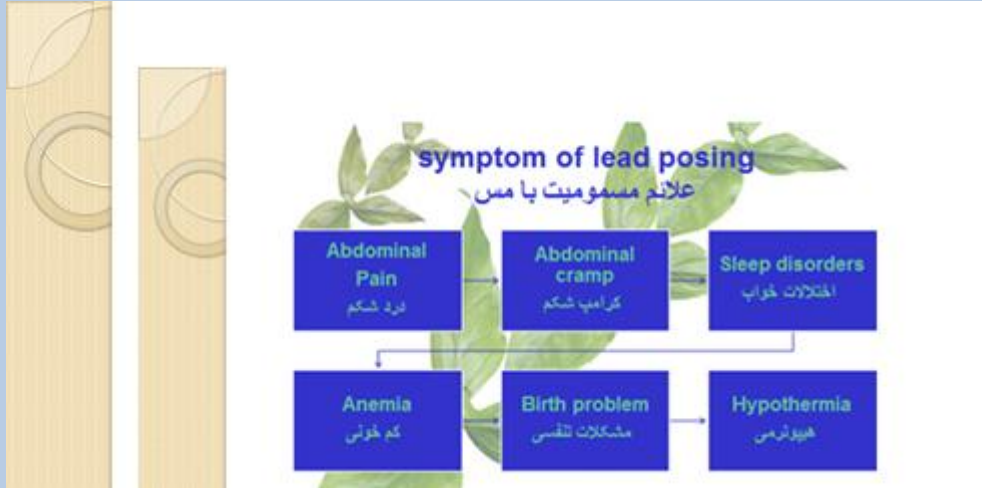 symptom of lead posing
علائم مسمومیت با مس
Abdominal
Pain
درد شکم
Abdominal
cramp
کرامپ شکم
Sleep disorders
اختلالات خواب
Anemia
کم خونی
Birth problem
مشکلات تنفسی
Hypothermia
هیپوترمی